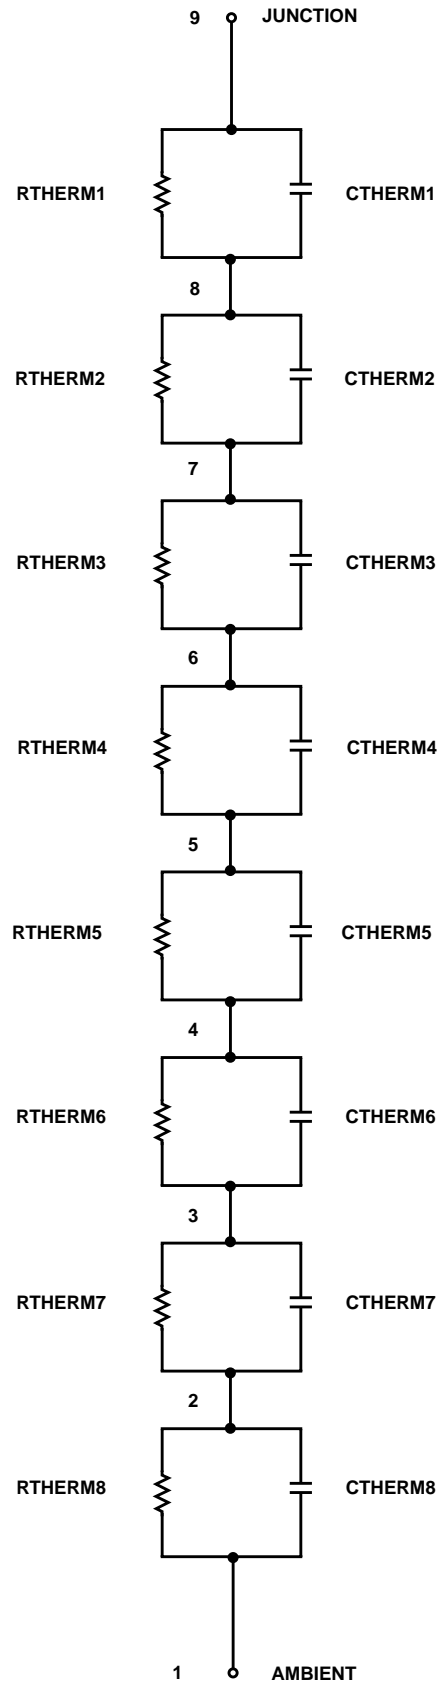 9 JUNCTION
RTHERM1 CTHERM1
8
RTHERM2 CTHERM2
7
RTHERM3 CTHERM3
6
RTHERM4 CTHERM4
5
RTHERM5 CTHERM5
4
RTHERM6 CTHERM6
3
RTHERM7 CTHERM7
2
RTHERM8 CTHERM8
1 AMBIENT